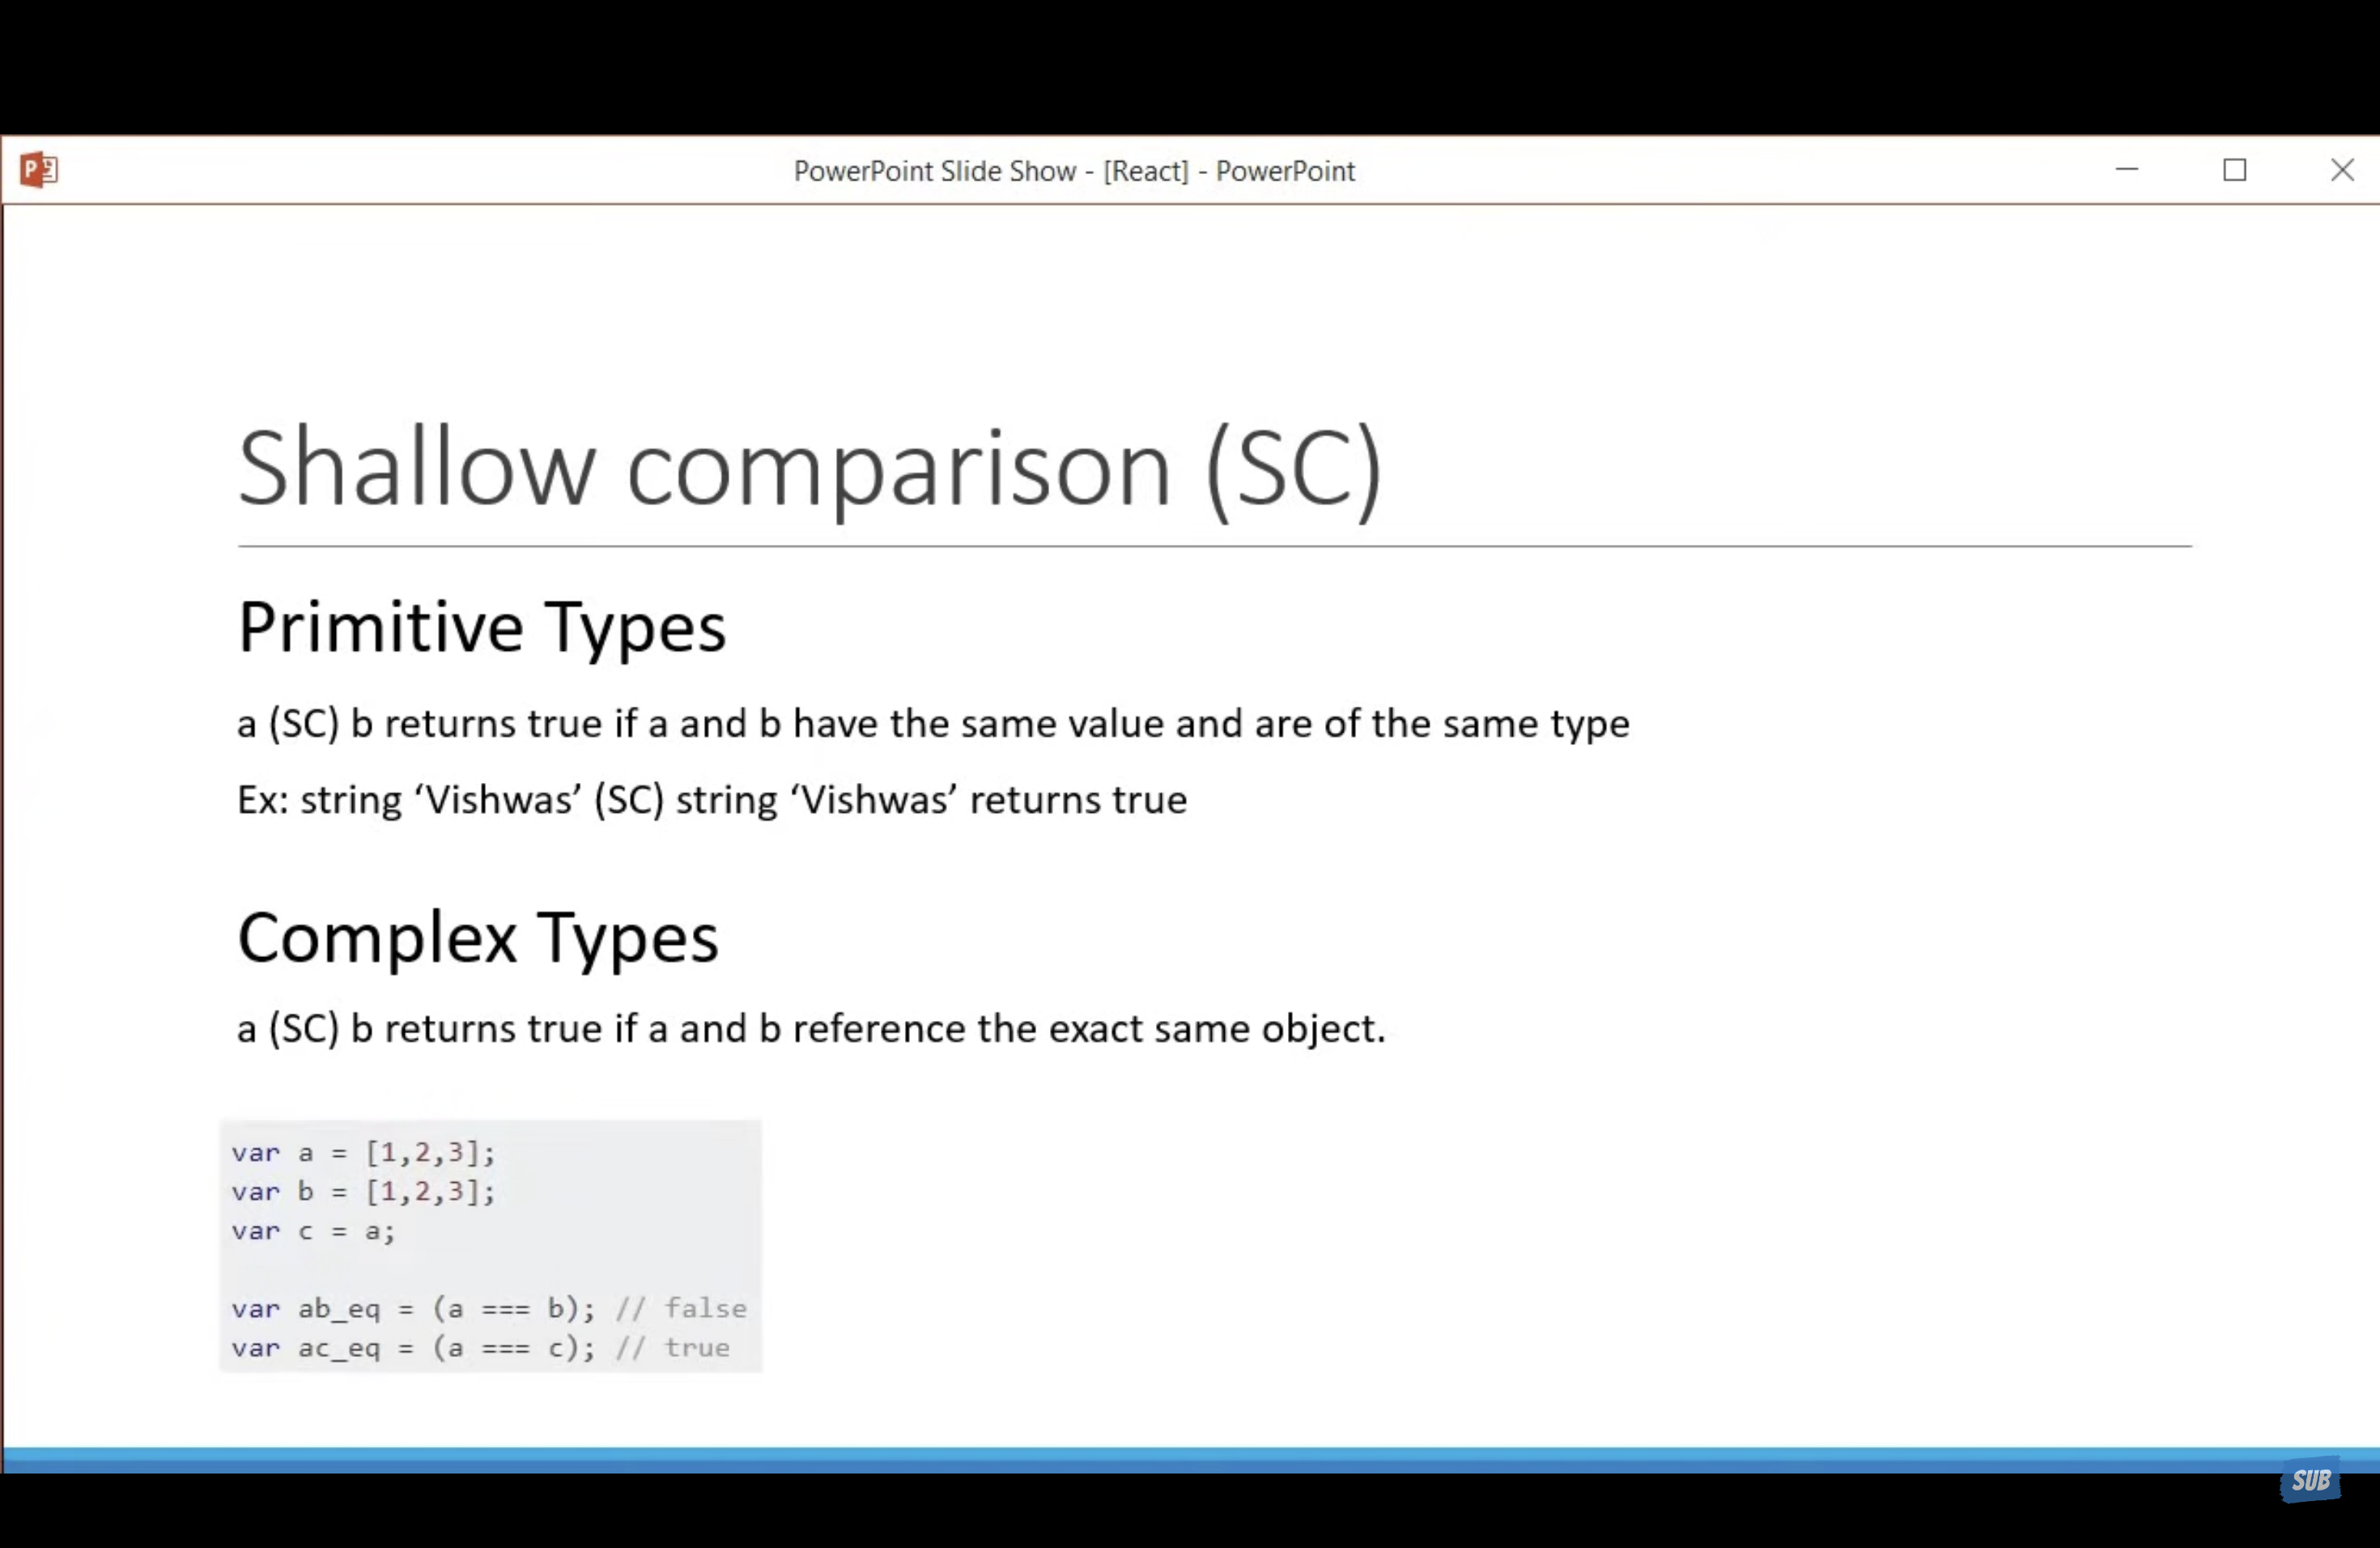 PowerPoint Slide Show - [React] - PowerPoint
Shallow comparison (SC)
Primitive Types
a (SC) b returns true if a and b have the same value and are of the same type
Ex: string ‘Vishwas’ (SC) string ‘Vishwas’ returns true
Complex Types
a (SC) b returns true if a and b reference the exact same object.
var a = [1,2,3];
var b = [1,2,3];
var c = a;
var ab_eq = (a === b); // false
var ac_eq = (a === c); // true
SUB